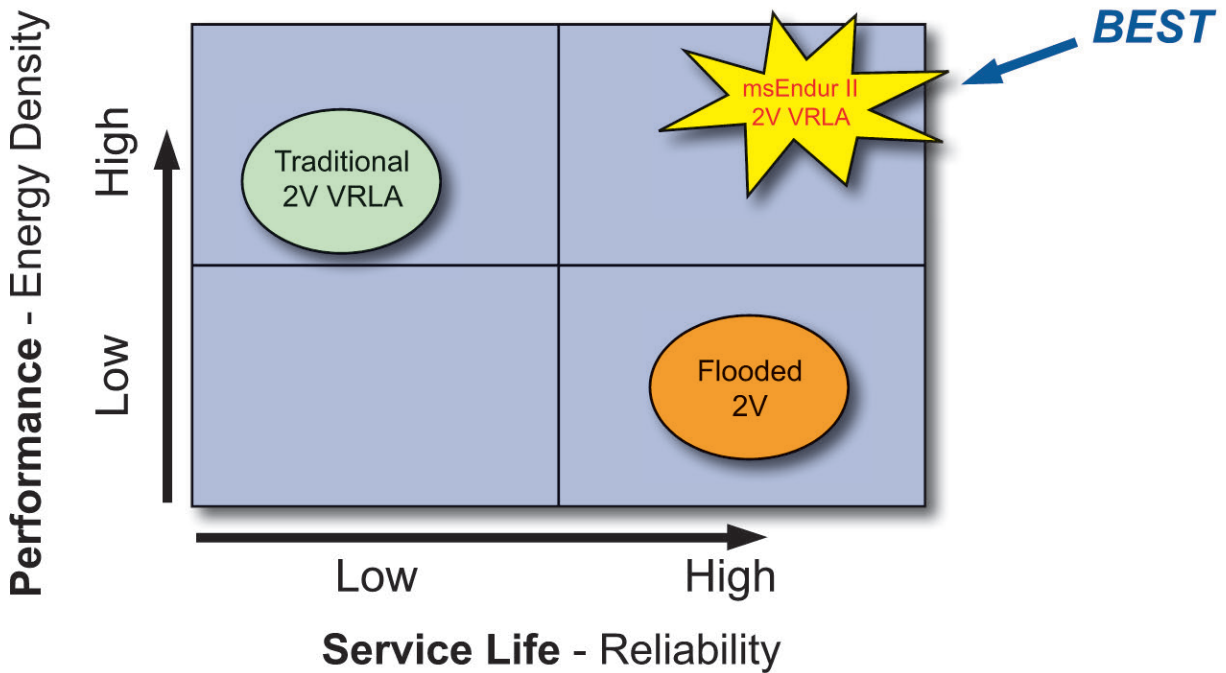 BEST
Performance - Energy Density
High
Low
msEndur II
2V VRLA
Traditional
2V VRLA
Flooded
2V
Low
High
Service Life - Reliability